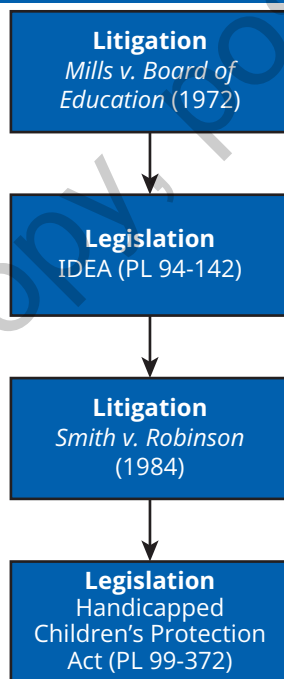 Litigation
Mills v. Board of
Education (1972)
Legislation
IDEA (PL 94-142)
Litigation
Smith v. Robinson
(1984)
Legislation
Handicapped
Children’s Protection
Act (PL 99-372)